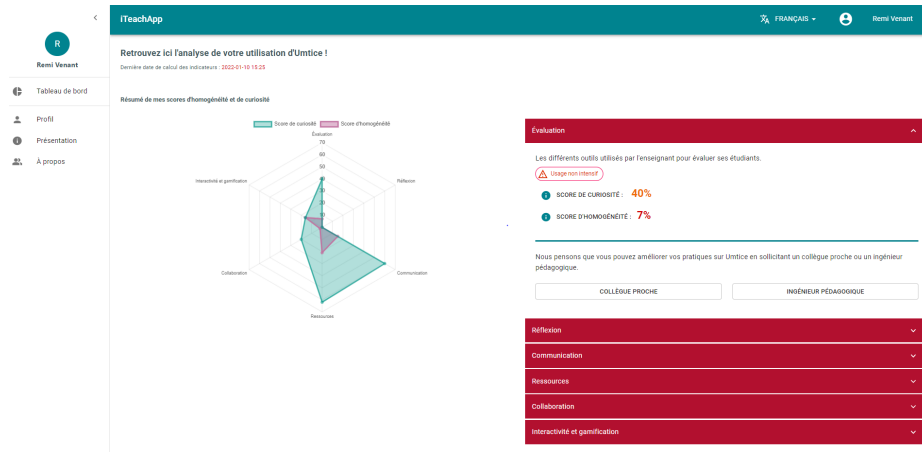 iTeachApp
FRANÇAIS
Remi Venant
R
Remi Venant
Tableau de bord
Profil
Présentation
À propos
Retrouvez ici l'analyse de votre utilisation d'Umtice !
Dernière date de calcul des indicateurs : 2022-01-10 15:25
Résumé de mes scores d'homogénéité et de curiosité
Score de curiosité
Score d'homogénéité
Évaluation
70
60
50
40
30
20
10
Interactivité et gamification
Réflexion
Collaboration
Communication
Ressources
Évaluation
Les différents outils utilisés par l'enseignant pour évaluer ses étudiants.
Usage non intensif
SCORE DE CURIOSITÉ : 40%
SCORE D'HOMOGÉNÉITÉ : 7%
Nous pensons que vous pouvez améliorer vos pratiques sur Umtice en sollicitant un collègue proche ou un ingénieur
pédagogique.
COLLÈGUE PROCHE
INGÉNIEUR PÉDAGOGIQUE
Réflexion
Communication
Ressources
Collaboration
Interactivité et gamification